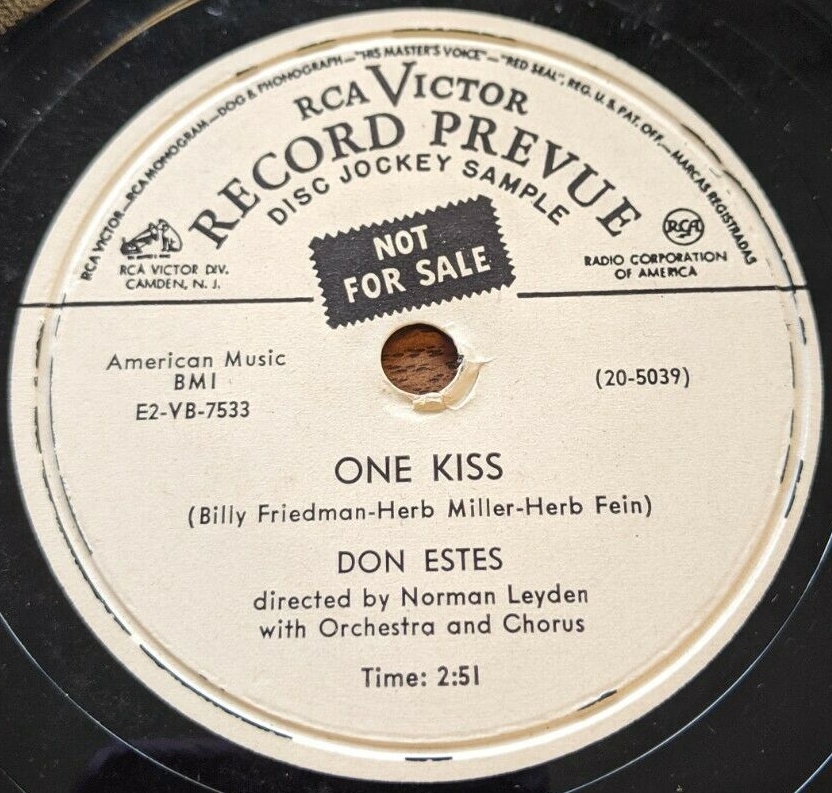 RCA VICTOR—RCA MONOGRAM—DOG & PHONOGRAPH—"HIS MASTER'S VOICE"—"RED SEAL", REG. U. S. PAT. OFF.—MARCAS REGISTRADAS
RCA VICTOR
RECORD PREVUE
DISC JOCKEY SAMPLE
NOT
FOR SALE
RCA VICTOR DIV.
CAMDEN, N. J.
RCA
RADIO CORPORATION
OF AMERICA
American Music
BMI
E2-VB-7533
(20-5039)
ONE KISS
(Billy Friedman-Herb Miller-Herb Fein)
DON ESTES
directed by Norman Leyden
with Orchestra and Chorus
Time: 2:51